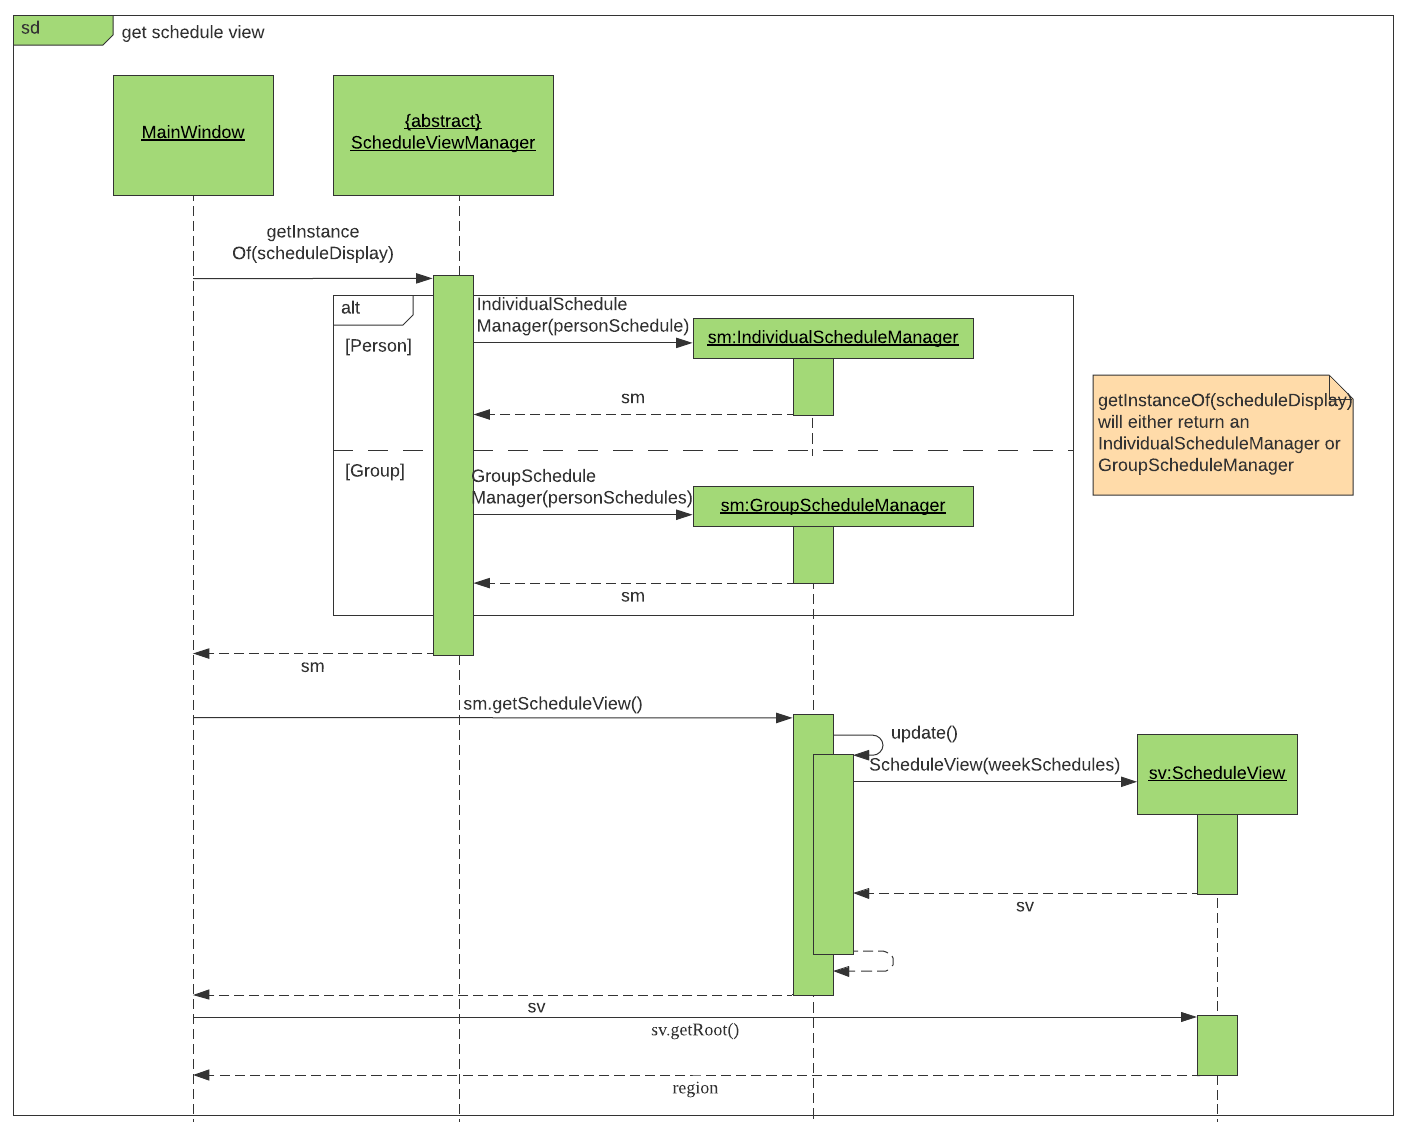 sd
get schedule view
MainWindow
{abstract}
ScheduleViewManager
getInstance
Of(scheduleDisplay)
alt
IndividualSchedule
Manager(personSchedule)
sm:IndividualScheduleManager
[Person]
sm
getInstanceOf(scheduleDisplay)
will either return an
IndividualScheduleManager or
GroupScheduleManager
[Group]
GroupSchedule
Manager(personSchedules)
sm:GroupScheduleManager
sm
sm
sm.getScheduleView()
update()
ScheduleView(weekSchedules)
sv:ScheduleView
sv
sv
sv.getRoot()
region